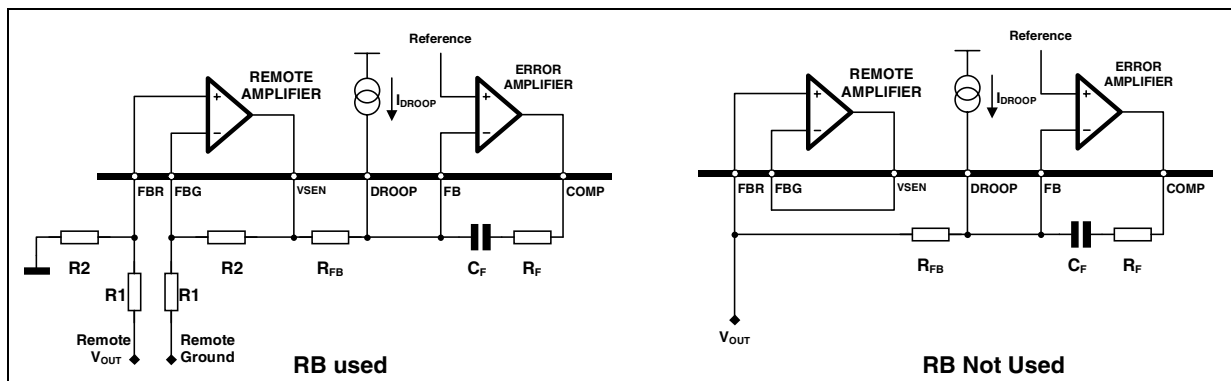 Reference
REMOTE
AMPLIFIER
ERROR
AMPLIFIER
IDROOP
+
−
+
−
FBR
FBG
VSEN
DROOP
FB
COMP
R2
R2
RFB
CF
RF
R1
R1
Remote
VOUT
Remote
Ground
RB used
Reference
REMOTE
AMPLIFIER
ERROR
AMPLIFIER
IDROOP
+
−
+
−
FBR
FBG
VSEN
DROOP
FB
COMP
RFB
CF
RF
VOUT
RB Not Used